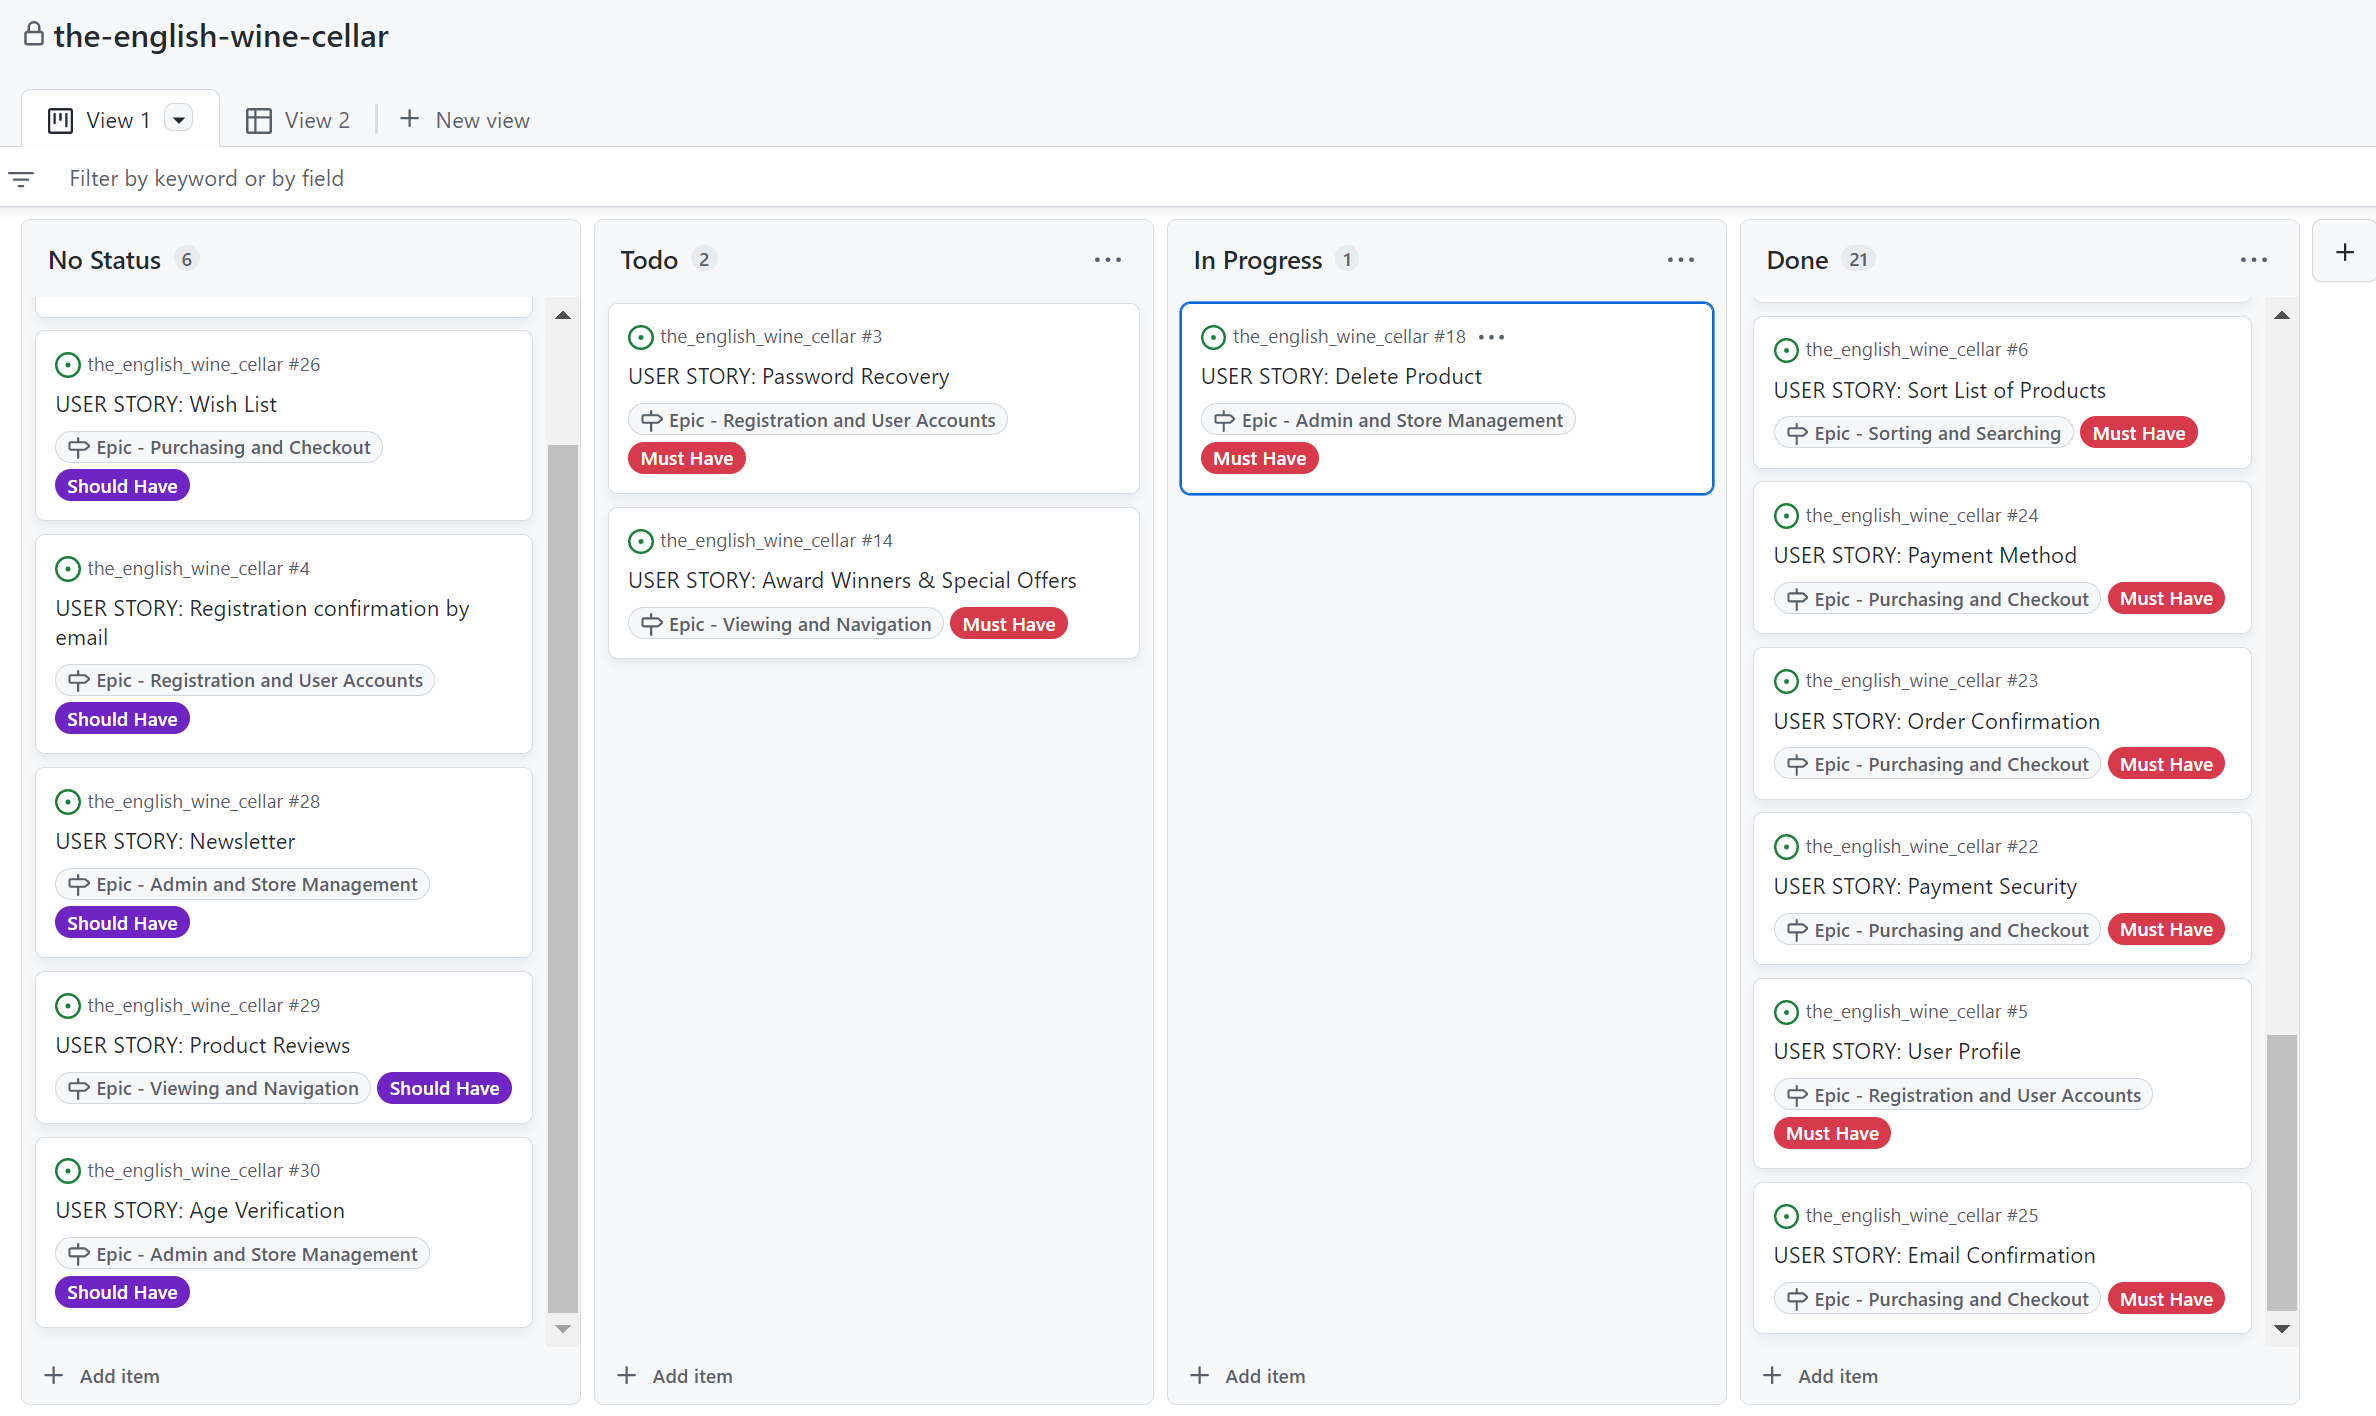 the-english-wine-cellar
View 1
View 2
New view
Filter by keyword or by field
No Status 6
the_english_wine_cellar #26
USER STORY: Wish List
Epic - Purchasing and Checkout
Should Have
the_english_wine_cellar #4
USER STORY: Registration confirmation by
email
Epic - Registration and User Accounts
Should Have
the_english_wine_cellar #28
USER STORY: Newsletter
Epic - Admin and Store Management
Should Have
the_english_wine_cellar #29
USER STORY: Product Reviews
Epic - Viewing and Navigation Should Have
the_english_wine_cellar #30
USER STORY: Age Verification
Epic - Admin and Store Management
Should Have
Add item
Todo 2
the_english_wine_cellar #3
USER STORY: Password Recovery
Epic - Registration and User Accounts
Must Have
the_english_wine_cellar #14
USER STORY: Award Winners & Special Offers
Epic - Viewing and Navigation Must Have
Add item
In Progress 1
the_english_wine_cellar #18
USER STORY: Delete Product
Epic - Admin and Store Management
Must Have
Add item
Done 21
the_english_wine_cellar #6
USER STORY: Sort List of Products
Epic - Sorting and Searching Must Have
the_english_wine_cellar #24
USER STORY: Payment Method
Epic - Purchasing and Checkout Must Have
the_english_wine_cellar #23
USER STORY: Order Confirmation
Epic - Purchasing and Checkout Must Have
the_english_wine_cellar #22
USER STORY: Payment Security
Epic - Purchasing and Checkout Must Have
the_english_wine_cellar #5
USER STORY: User Profile
Epic - Registration and User Accounts
Must Have
the_english_wine_cellar #25
USER STORY: Email Confirmation
Epic - Purchasing and Checkout Must Have
Add item